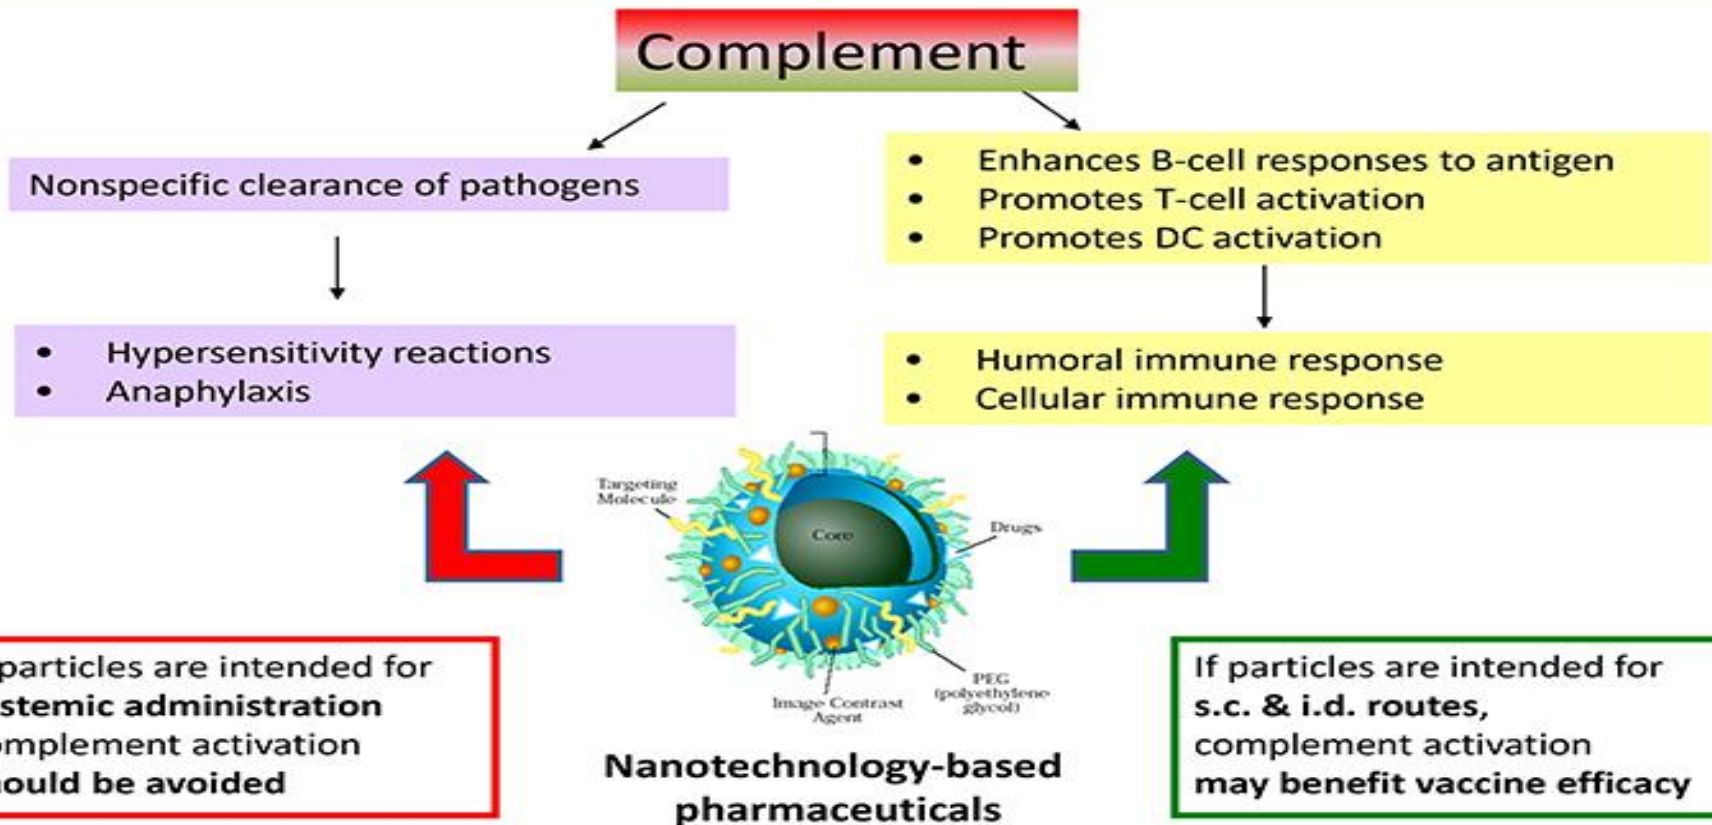 Complement
Nonspecific clearance of pathogens
• Enhances B-cell responses to antigen
• Promotes T-cell activation
• Promotes DC activation
• Hypersensitivity reactions
• Anaphylaxis
• Humoral immune response
• Cellular immune response
Targeting
Molecule
Core
Drugs
PEG
(polyethylene
glycol)
Image Contrast
Agent
particles are intended for
stemic administration
omplement activation
ould be avoided
Nanotechnology-based
pharmaceuticals
If particles are intended for
s.c. & i.d. routes,
complement activation
may benefit vaccine efficacy